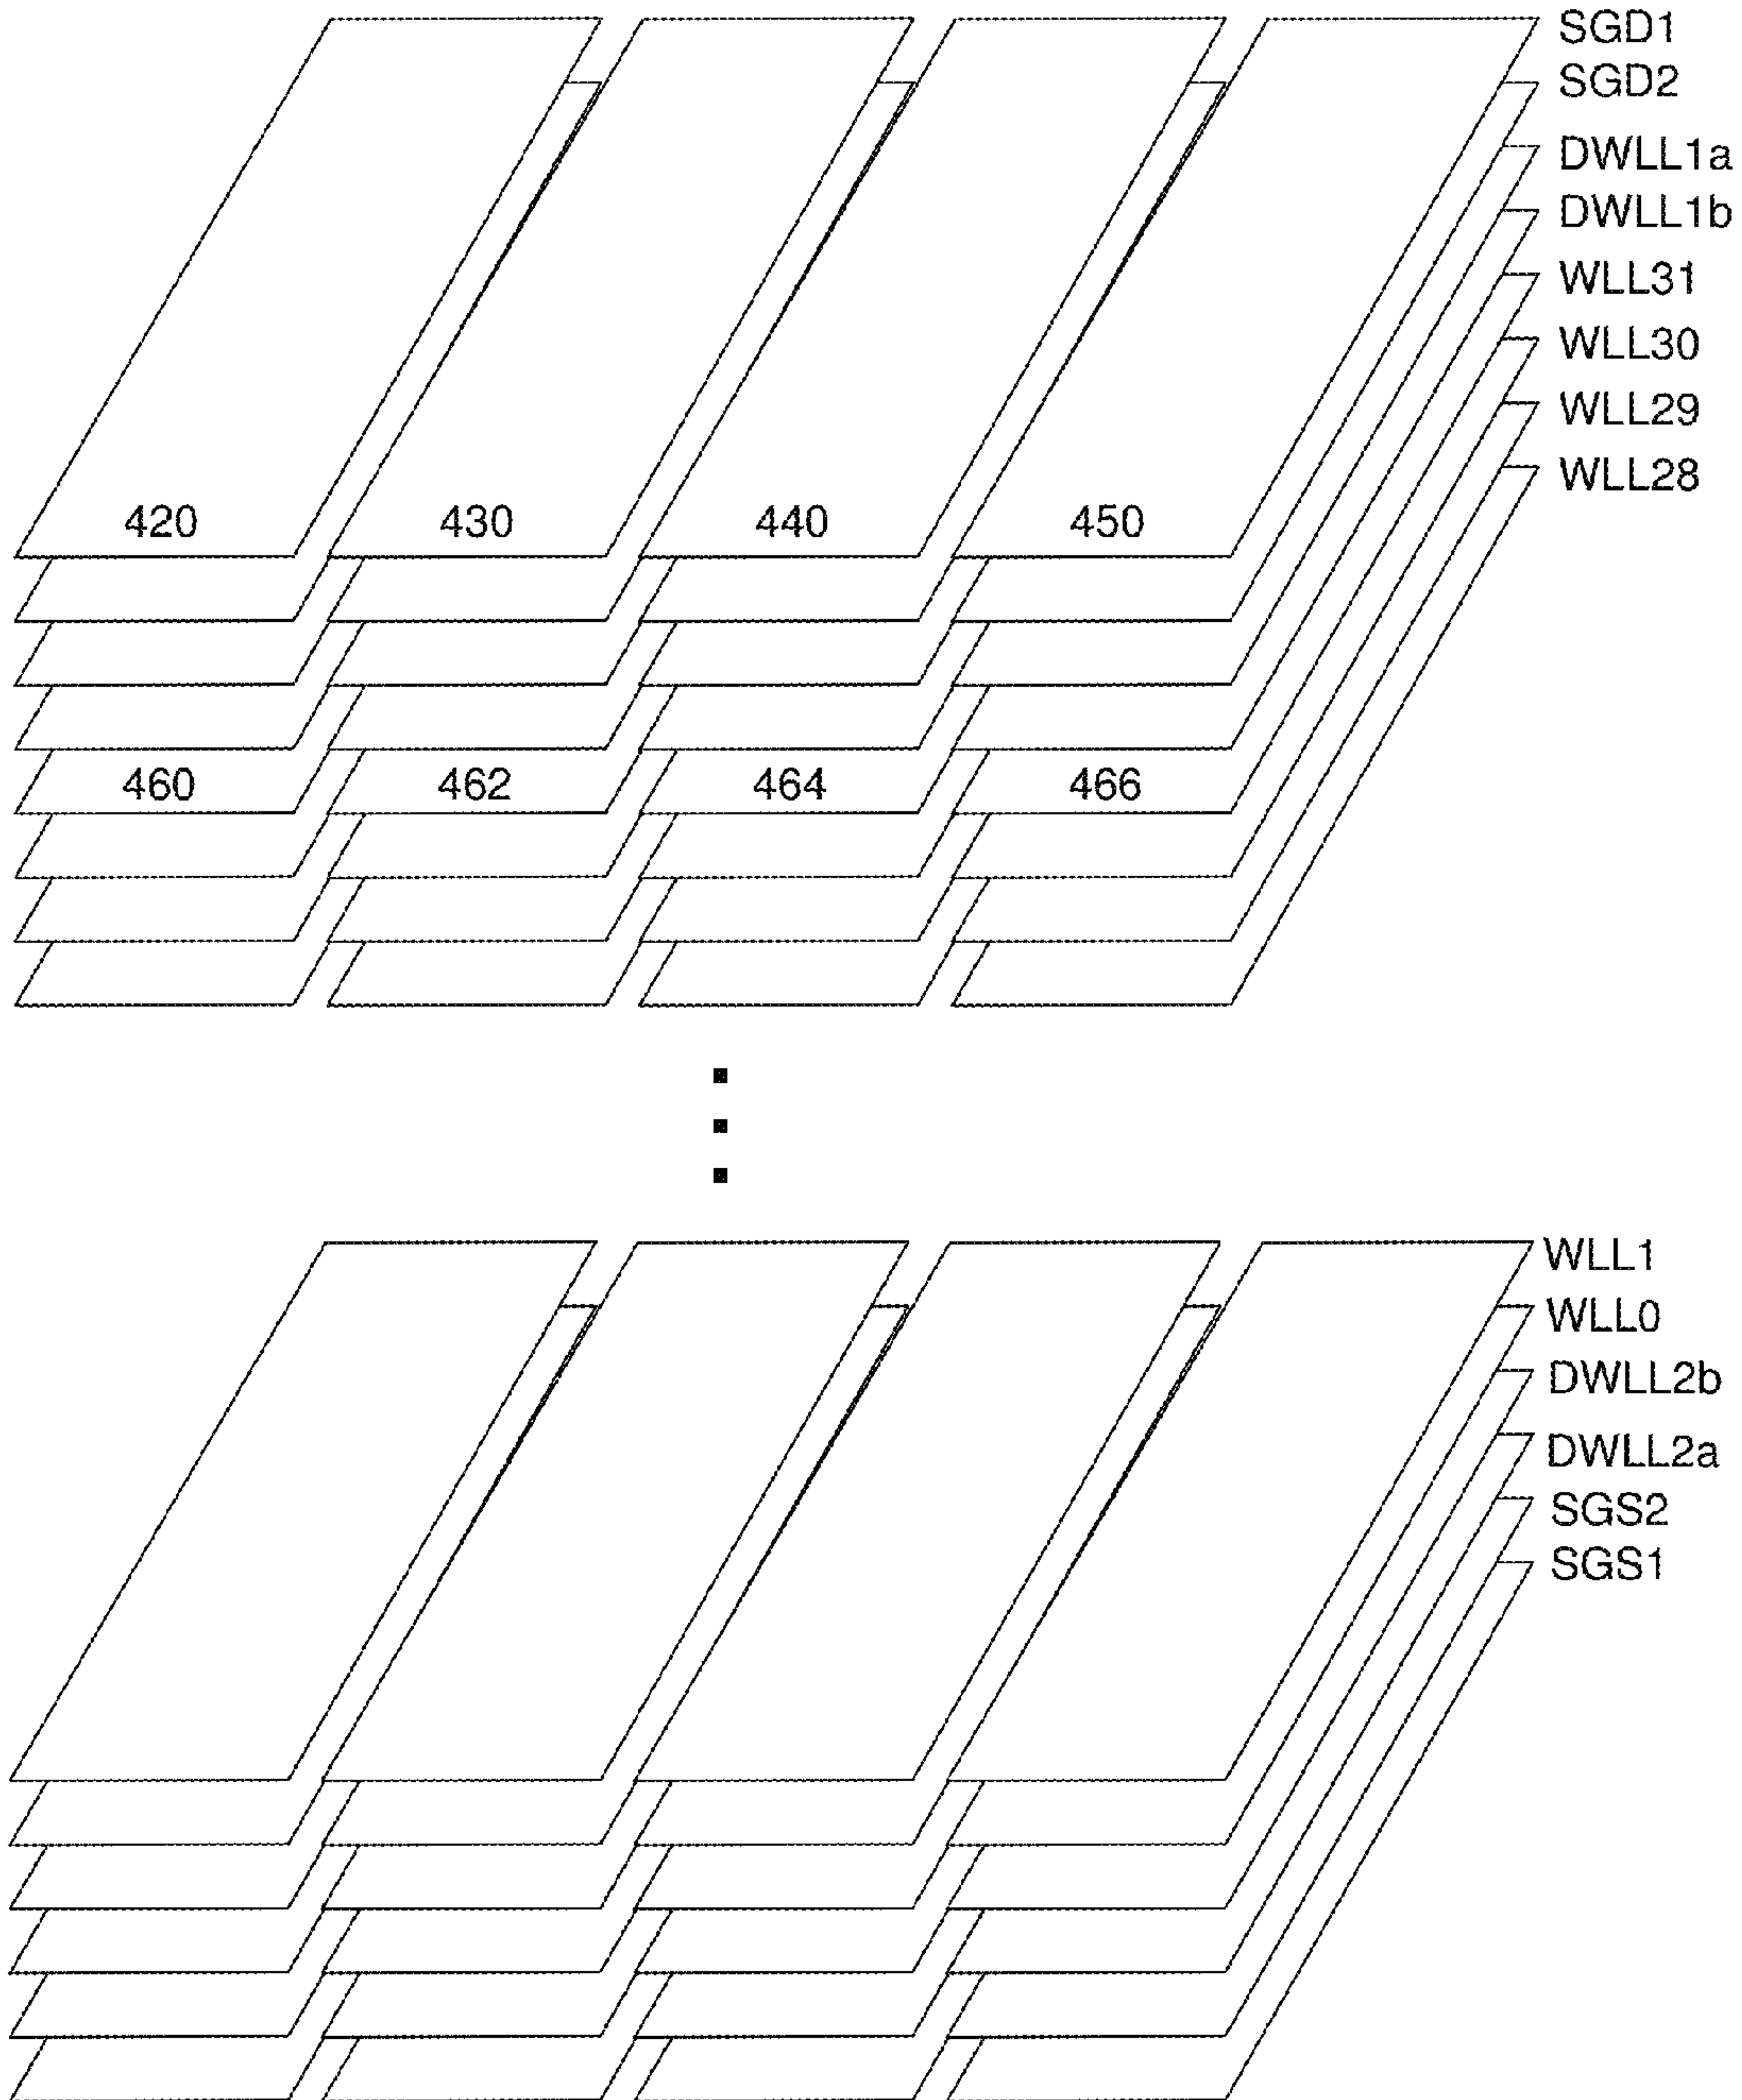 SGD1
SGD2
DWLL1a
DWLL1b
WLL31
WLL30
WLL29
WLL28
420 430 440 450
460 462 464 466
WLL1
WLL0
DWLL2b
DWLL2a
SGS2
SGS1